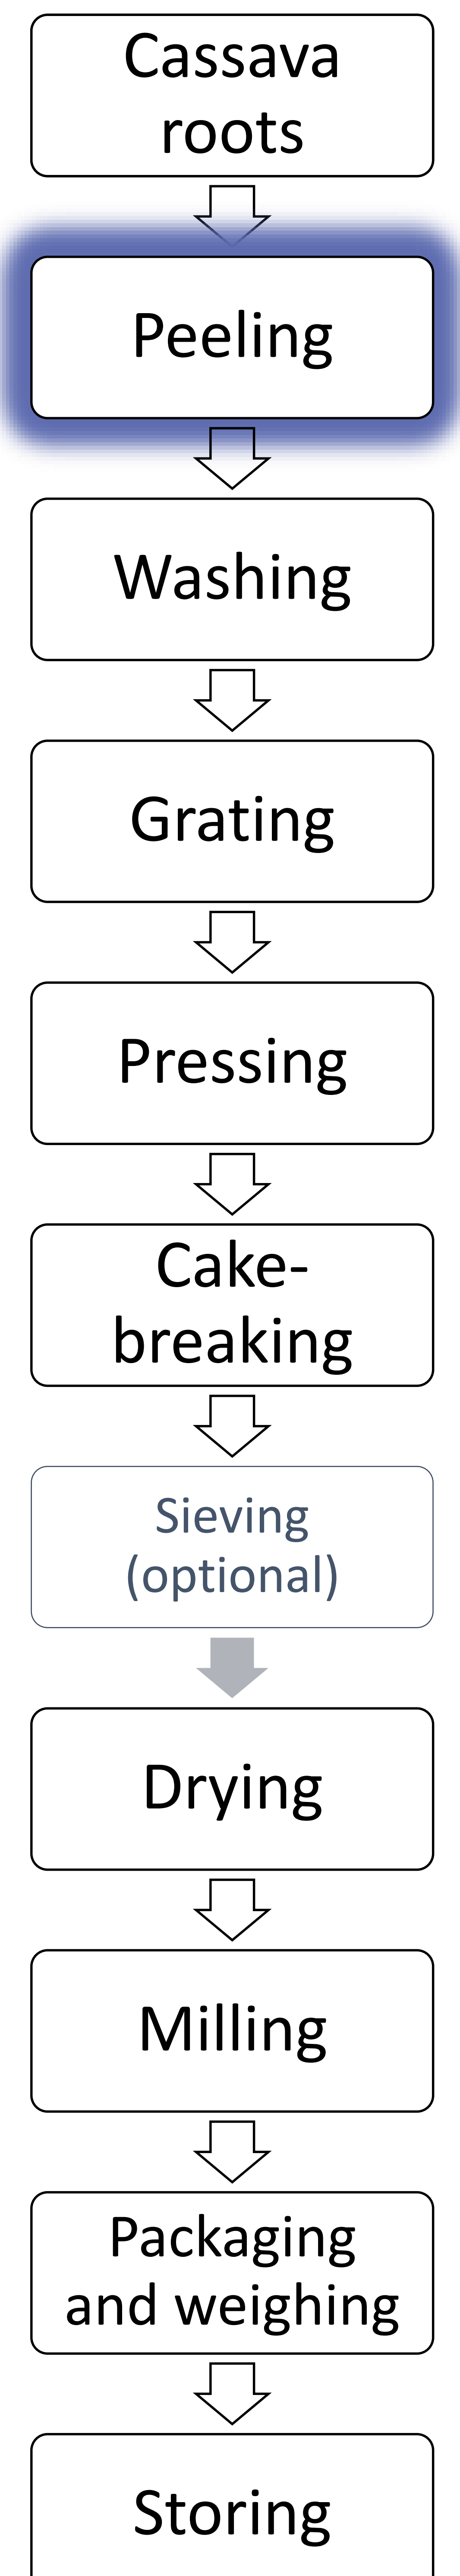 Cassava
roots
Peeling
Washing
Grating
Pressing
Cake-
breaking
Sieving
(optional)
Drying
Milling
Packaging
and weighing
Storing